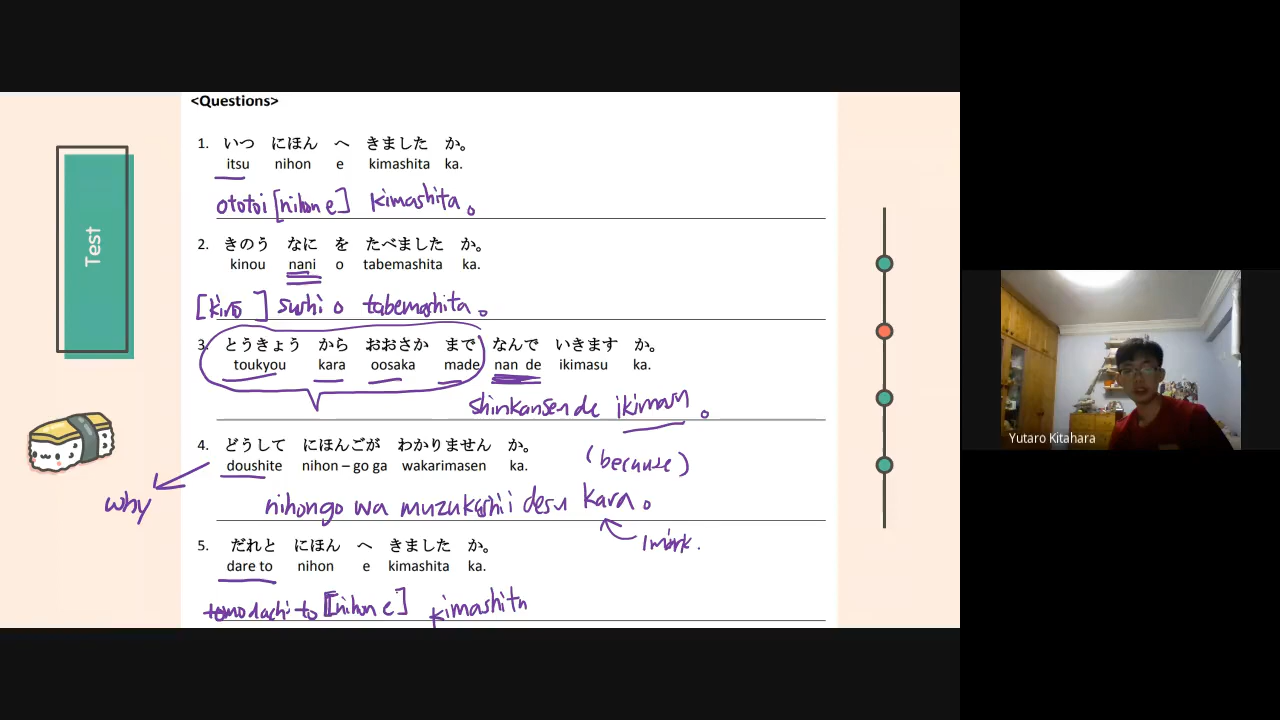 <Questions>
Test
1. いつ にほん へ きました か。
itsu nihon e kimashita ka.
ototoi [nihon e] kimashita。
2. きのう なに を たべました か。
kinou nani o tabemashita ka.
[kino] sushi o tabemashita。
3. とうきょう から おおさか まで なんで いきます か。
toukyou kara oosaka made nan de ikimasu ka.
shinkansen de ikimasu。
4. どうして にほんごが わかりません か。
doushite nihon – go ga wakarimasen ka.
(because)
why
nihongo wa muzukashii desu kara。
1 mark.
5. だれと にほん へ きました か。
dare to nihon e kimashita ka.
tomodachi to [nihon e] kimashita
Yutaro Kitahara